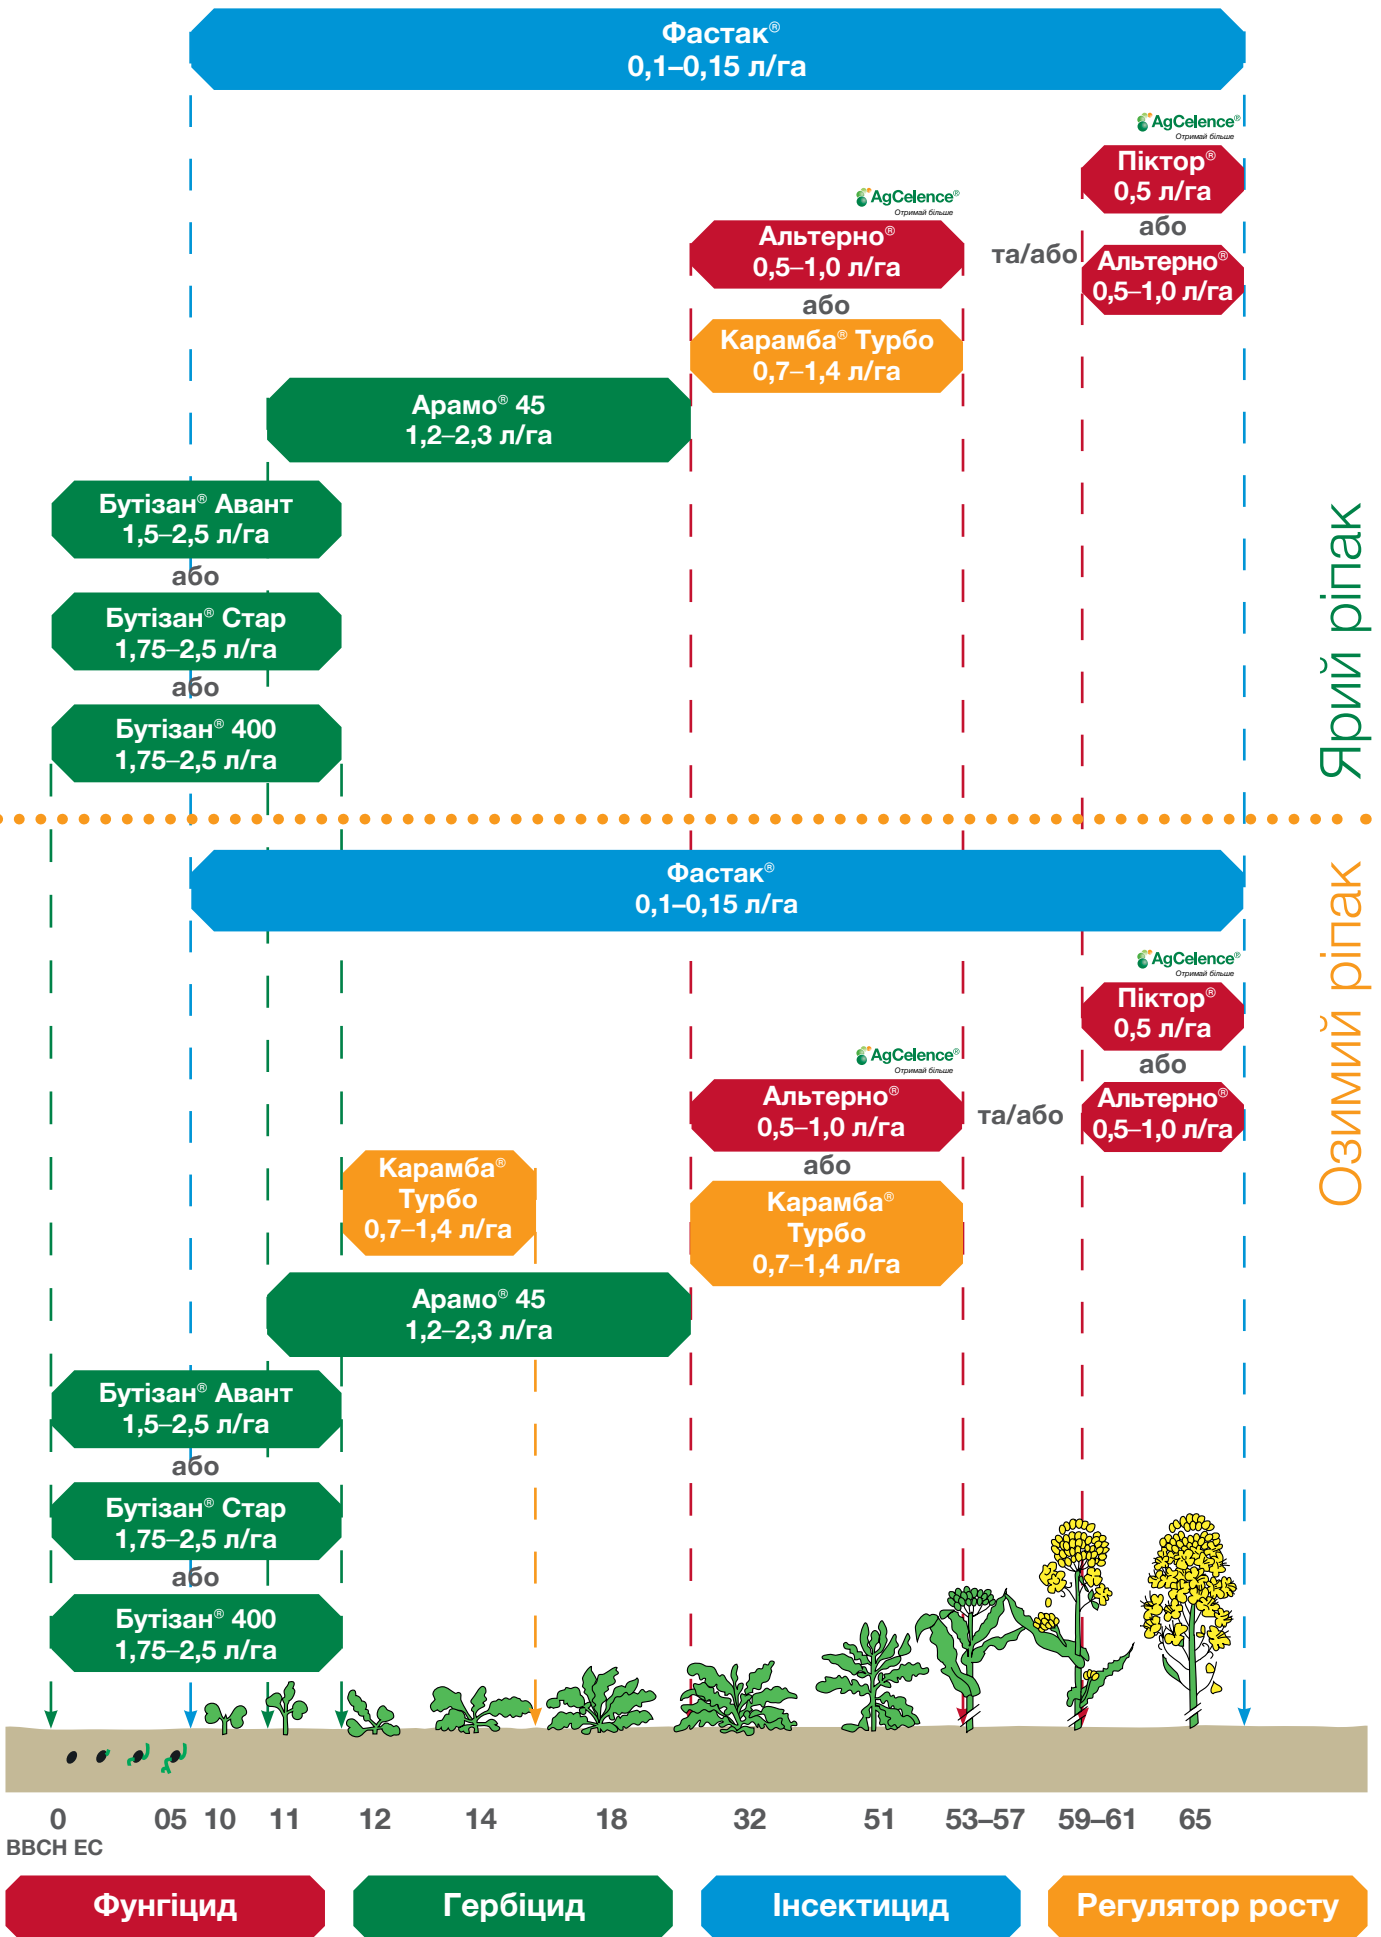 Фастак®
0,1–0,15 л/га
AgCelence®
Отримай більше
Піктор®
0,5 л/га
або
Альтерно®
0,5–1,0 л/га
та/або
AgCelence®
Отримай більше
Альтерно®
0,5–1,0 л/га
або
Карамба® Турбо
0,7–1,4 л/га
Арамо® 45
1,2–2,3 л/га
Бутізан® Авант
1,5–2,5 л/га
або
Бутізан® Стар
1,75–2,5 л/га
або
Бутізан® 400
1,75–2,5 л/га
Ярий ріпак
Фастак®
0,1–0,15 л/га
AgCelence®
Отримай більше
Піктор®
0,5 л/га
або
Альтерно®
0,5–1,0 л/га
та/або
AgCelence®
Отримай більше
Альтерно®
0,5–1,0 л/га
або
Карамба®
Турбо
0,7–1,4 л/га
Карамба®
Турбо
0,7–1,4 л/га
Арамо® 45
1,2–2,3 л/га
Бутізан® Авант
1,5–2,5 л/га
або
Бутізан® Стар
1,75–2,5 л/га
або
Бутізан® 400
1,75–2,5 л/га
Озимий ріпак
0 05 10 11 12 14 18 32 51 53–57 59–61 65
BBCH EC
Фунгіцид Гербіцид Інсектицид Регулятор росту